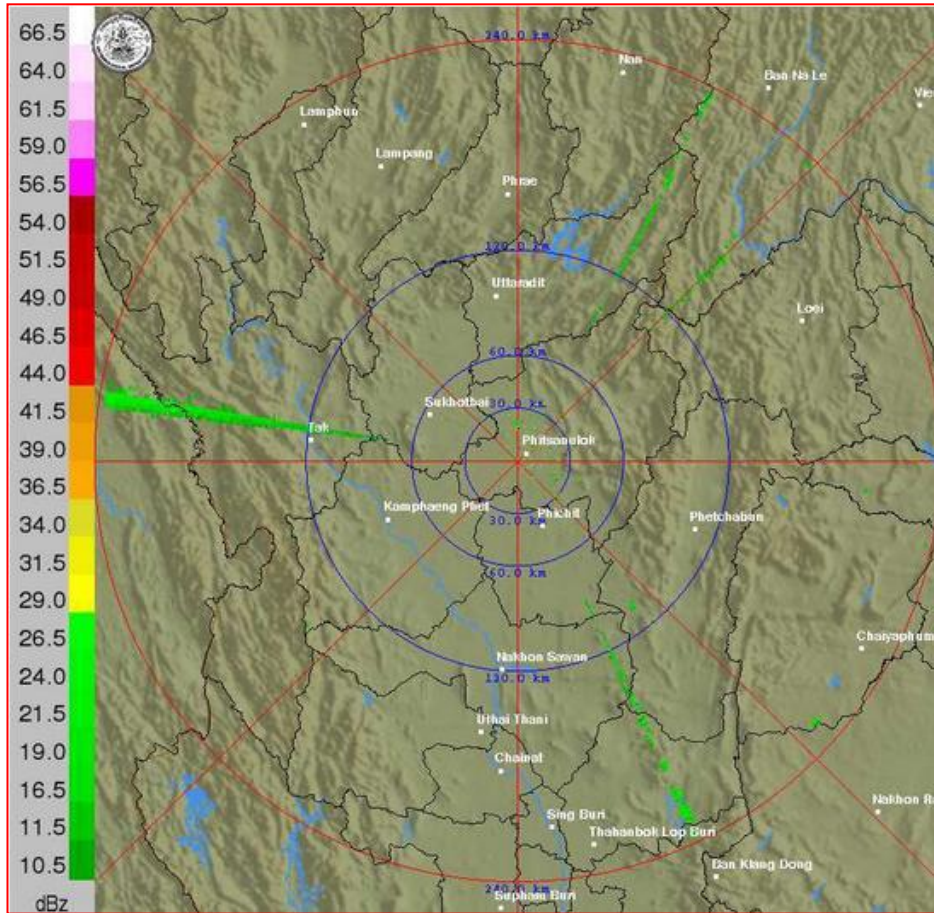 66.5
64.0
61.5
59.0
56.5
54.0
51.5
49.0
46.5
44.0
41.5
39.0
36.5
34.0
31.5
29.0
26.5
24.0
21.5
19.0
16.5
11.5
10.5
dBz
240.0 km
Nan
Ban Na Le
Vie
Lamphun
Lampang
Phrae
120.0 km
Uttaradit
Loei
60.0 km
30.0 km
Sukhothai
Tak
Phitsanulok
Kamphaeng Phet
Phichit
30.0 km
Phetchabun
60.0 km
Chaiyaphum
Nakhon Sawan
120.0 km
Uthai Thani
Chainat
Nakhon Ra
Sing Buri
Thahanbok Lop Buri
Ban Klang Dong
240.0 km
Suphan Buri